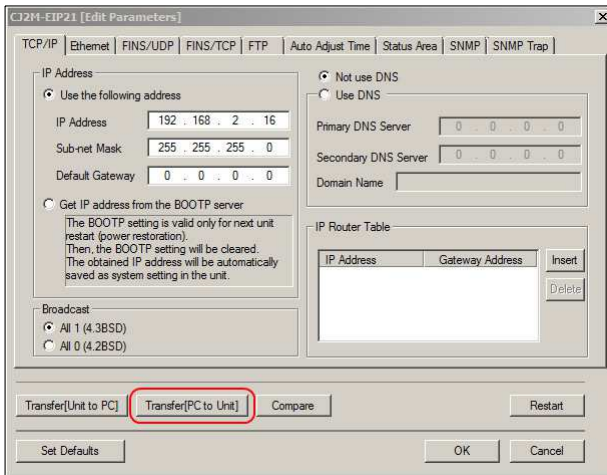 CJ2M-EIP21 [Edit Parameters]
TCP/IP Ethernet FINS/UDP FINS/TCP FTP Auto Adjust Time Status Area SNMP SNMP Trap
IP Address
Use the following address
IP Address 192 . 168 . 2 . 16
Sub-net Mask 255 . 255 . 255 . 0
Default Gateway 0 . 0 . 0 . 0
Get IP address from the BOOTP server
The BOOTP setting is valid only for next unit
restart (power restoration).
Then, the BOOTP setting will be cleared.
The obtained IP address will be automatically
saved as system setting in the unit.
Broadcast
All 1 (4.3BSD)
All 0 (4.2BSD)
Not use DNS
Use DNS
Primary DNS Server 0 . 0 . 0 . 0
Secondary DNS Server 0 . 0 . 0 . 0
Domain Name
IP Router Table
IP Address Gateway Address
Insert
Delete
Transfer[Unit to PC] Transfer[PC to Unit] Compare Restart
Set Defaults OK Cancel